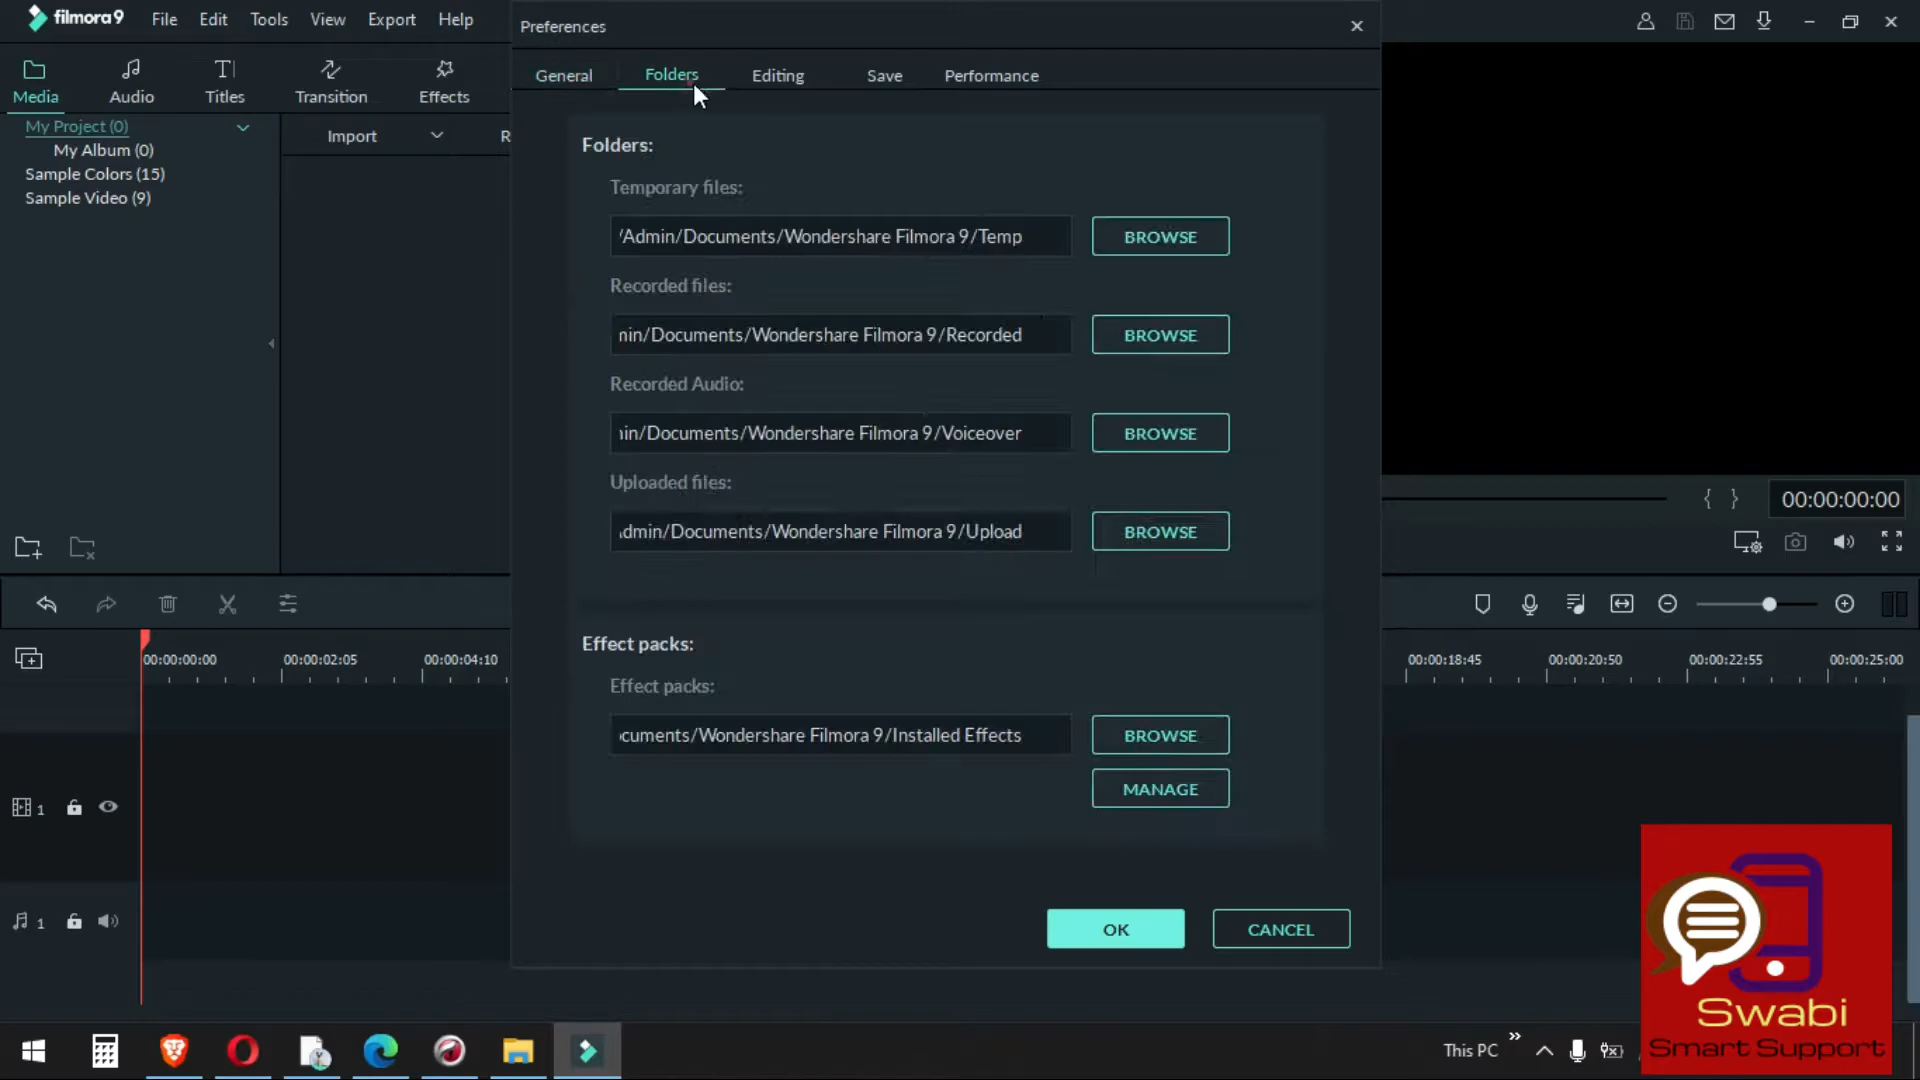 filmora9 File Edit Tools View Export Help
Preferences
Media Audio Titles Transition Effects
General Folders Editing Save Performance
My Project (0)
My Album (0)
Sample Colors (15)
Sample Video (9)
Import
R
Folders:
Temporary files:
/Admin/Documents/Wondershare Filmora 9/Temp BROWSE
Recorded files:
nin/Documents/Wondershare Filmora 9/Recorded BROWSE
Recorded Audio:
in/Documents/Wondershare Filmora 9/Voiceover BROWSE
Uploaded files:
dmin/Documents/Wondershare Filmora 9/Upload BROWSE
Effect packs:
Effect packs:
cuments/Wondershare Filmora 9/Installed Effects BROWSE
MANAGE
OK CANCEL
{ } 00:00:00:00
00:00:00:00 00:00:02:05 00:00:04:10 00:00:18:45 00:00:20:50 00:00:22:55 00:00:25:00
1
1
Swabi
Smart Support
This PC